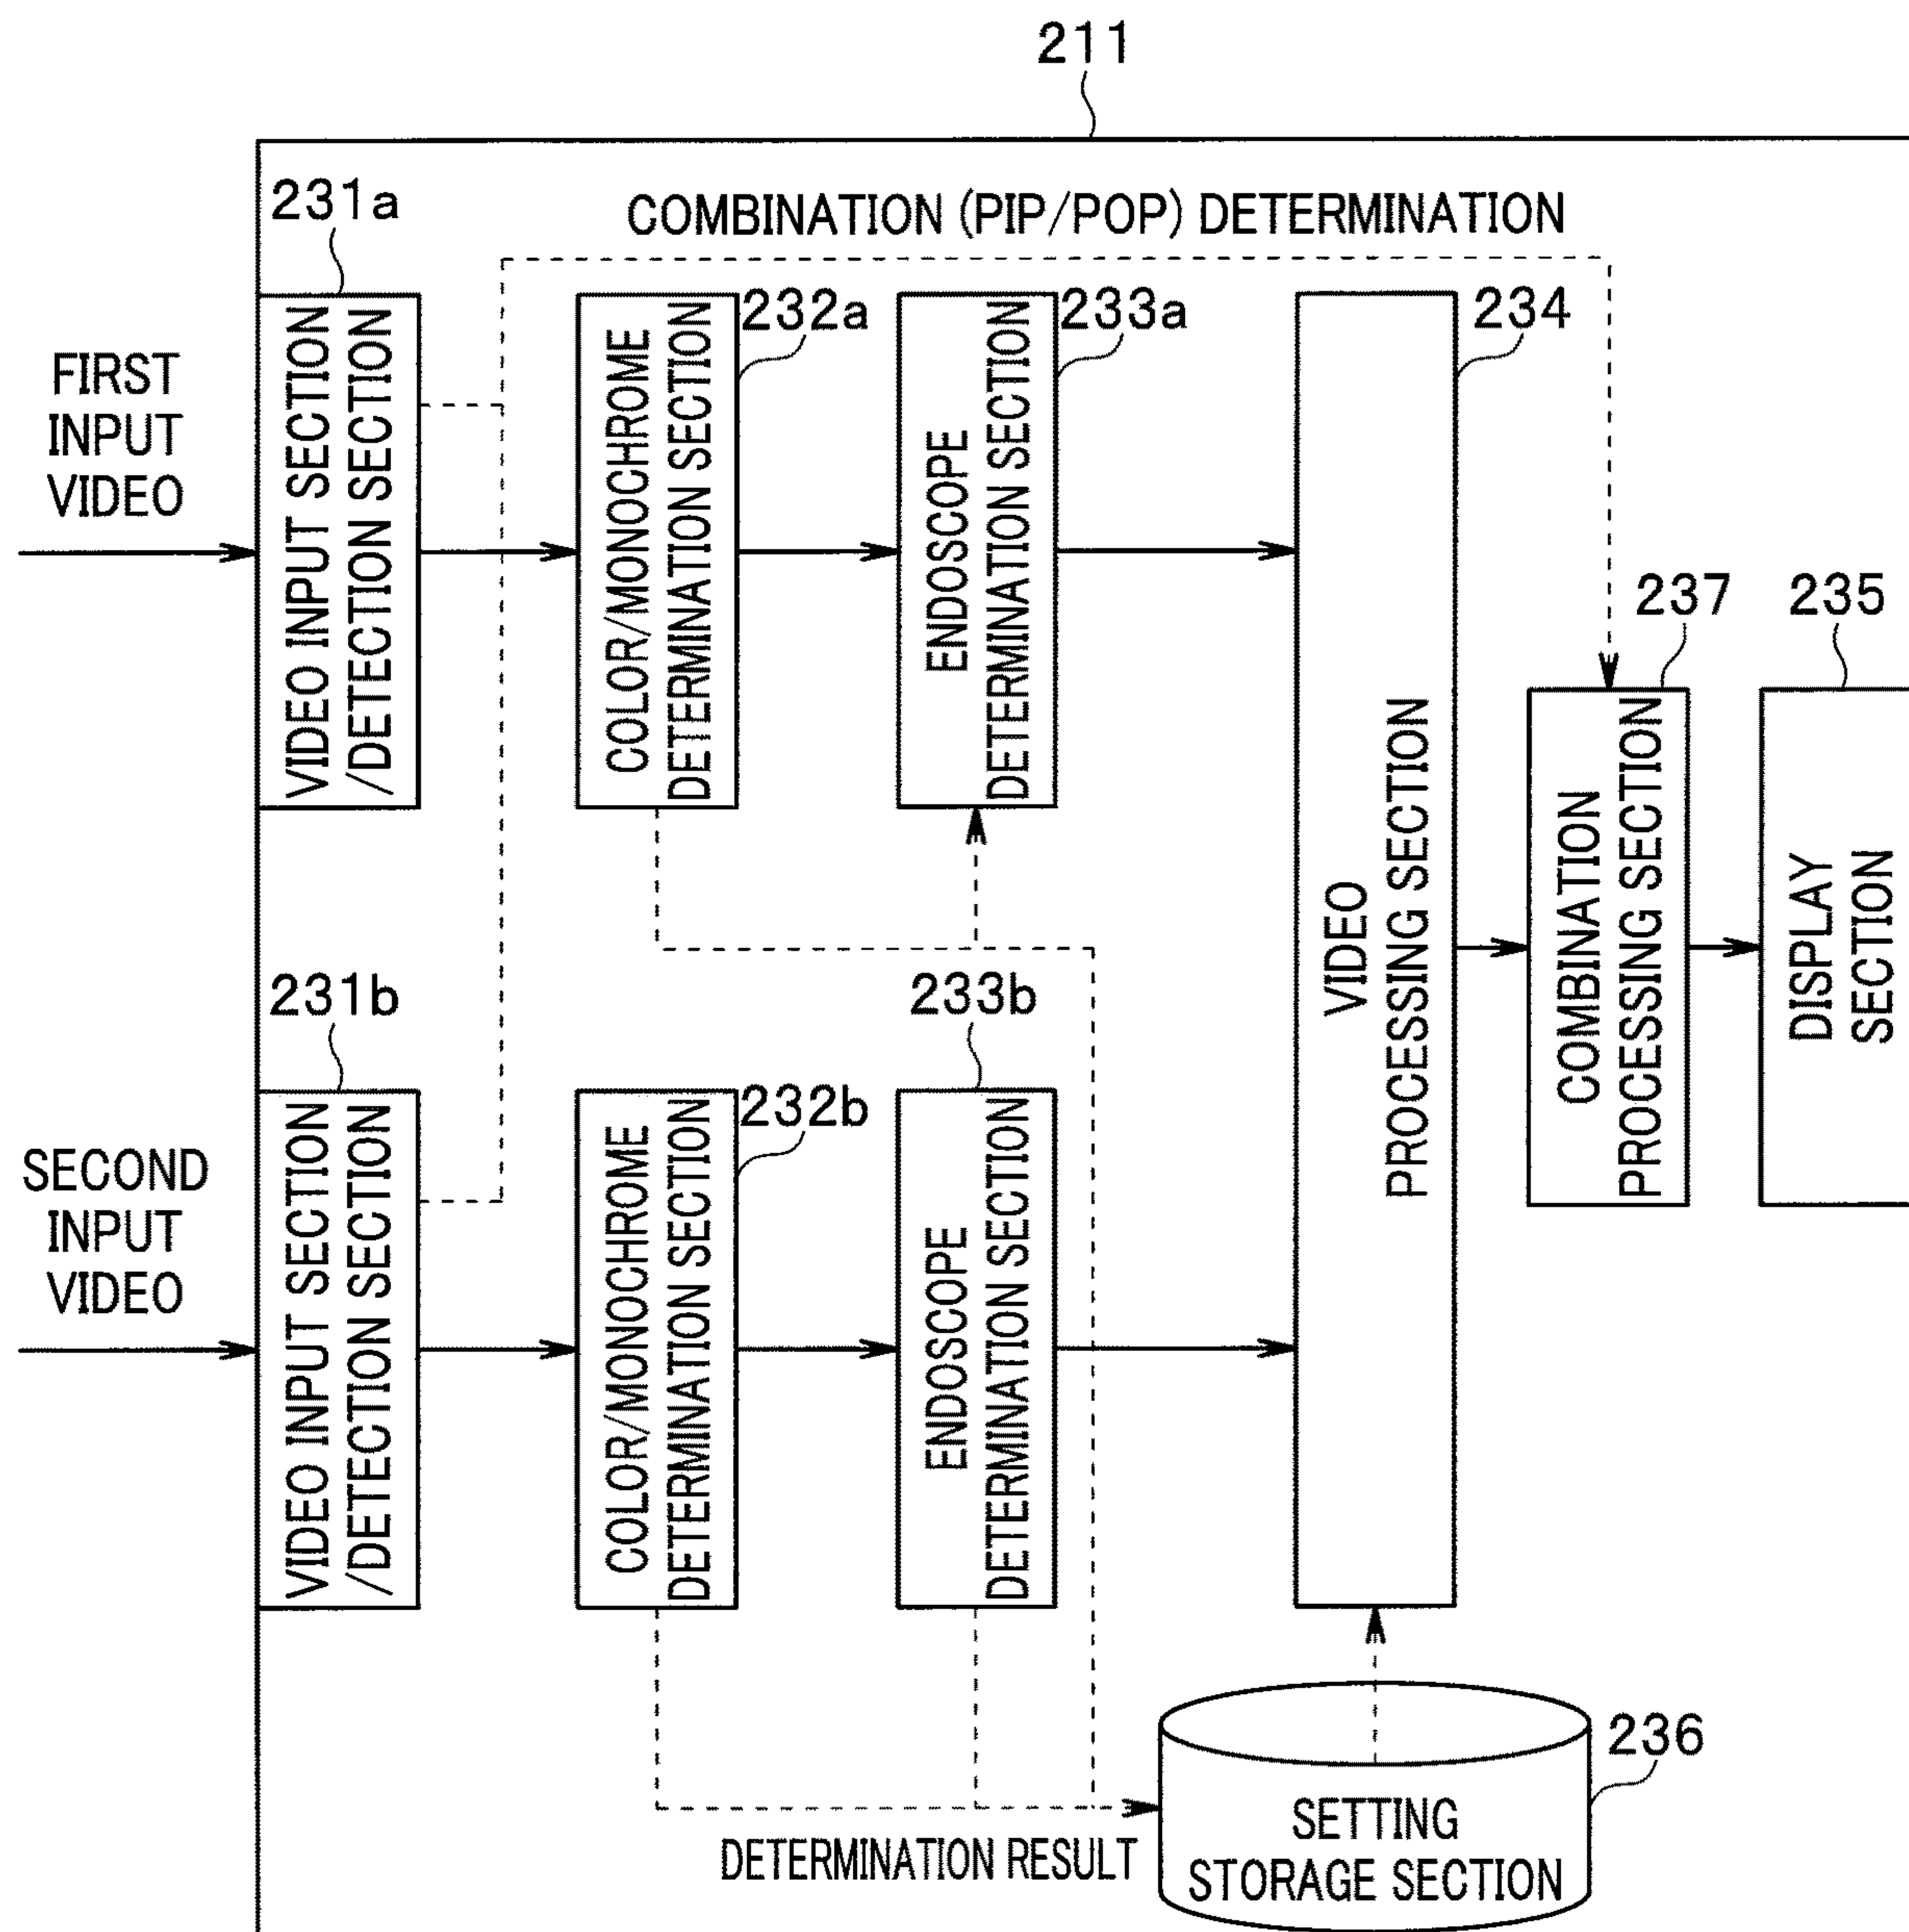 211
231a
COMBINATION (PIP/POP) DETERMINATION
FIRST
INPUT
VIDEO
VIDEO INPUT SECTION
/DETECTION SECTION
COLOR/MONOCHROME
DETERMINATION SECTION
232a
ENDOSCOPE
DETERMINATION SECTION
233a
VIDEO
PROCESSING SECTION
234
COMBINATION
PROCESSING SECTION
237
DISPLAY
SECTION
235
231b
SECOND
INPUT
VIDEO
VIDEO INPUT SECTION
/DETECTION SECTION
COLOR/MONOCHROME
DETERMINATION SECTION
232b
233b
ENDOSCOPE
DETERMINATION SECTION
DETERMINATION RESULT
236
SETTING
STORAGE SECTION